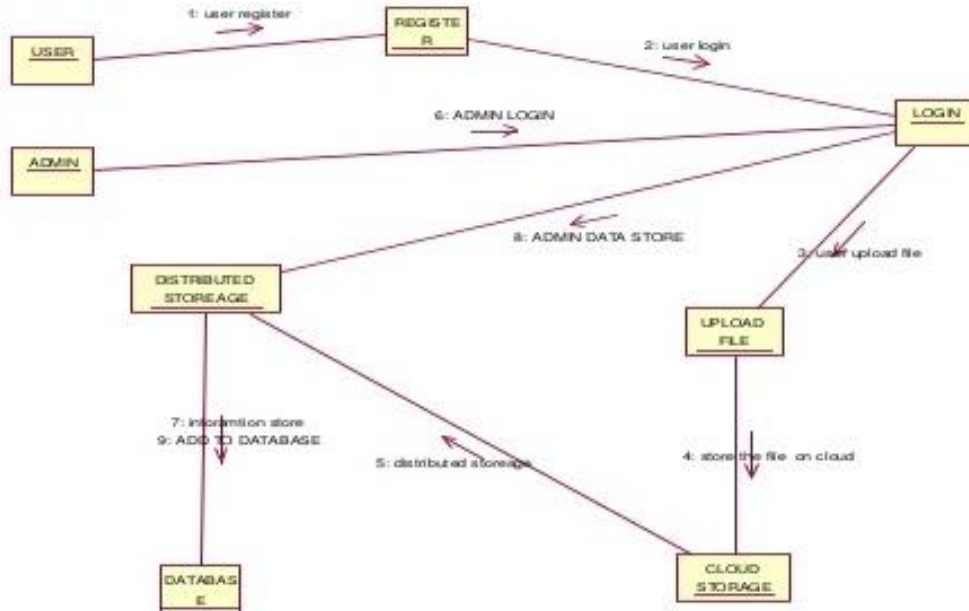 1: user register
REGISTE
R
USER
2: user login
LOGIN
6: ADMIN LOGIN
ADMIN
8: ADMIN DATA STORE
3: user upload file
DISTRIBUTED
STOREAGE
UPLOAD
FILE
7: inforamtion store
9: ADD TO DATABASE
5: distributed storeage
4: store the file on cloud
DATABAS
E
CLOUD
STORAGE